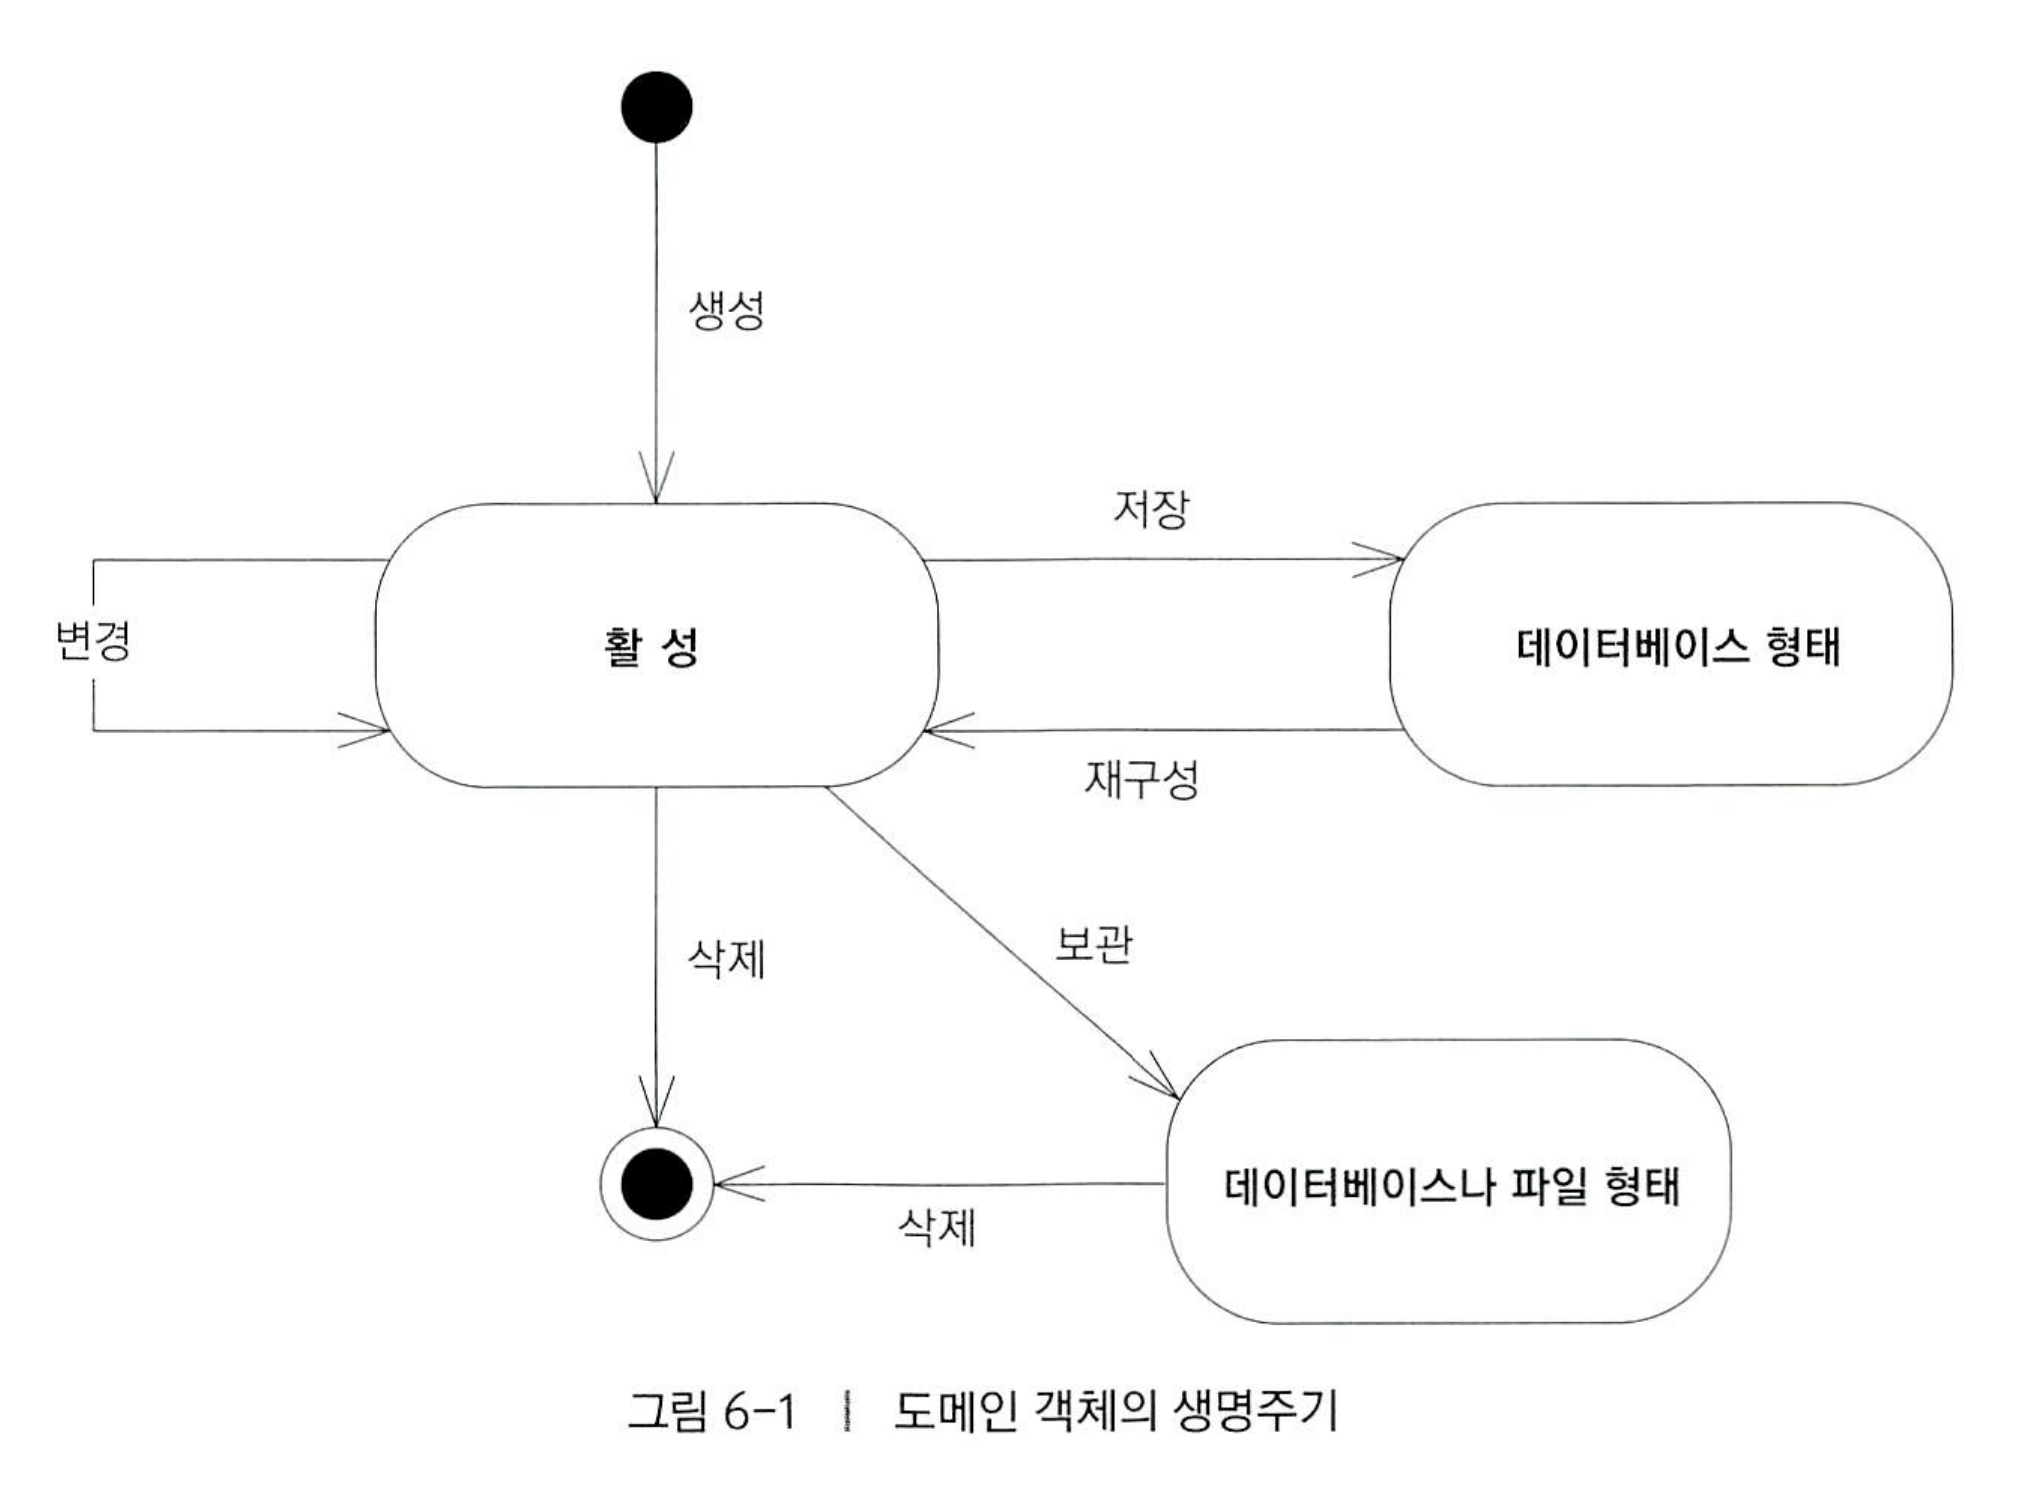 생성
저장
변경
활 성
데이터베이스 형태
재구성
삭제
보관
데이터베이스나 파일 형태
삭제
그림 6-1 ┊ 도메인 객체의 생명주기